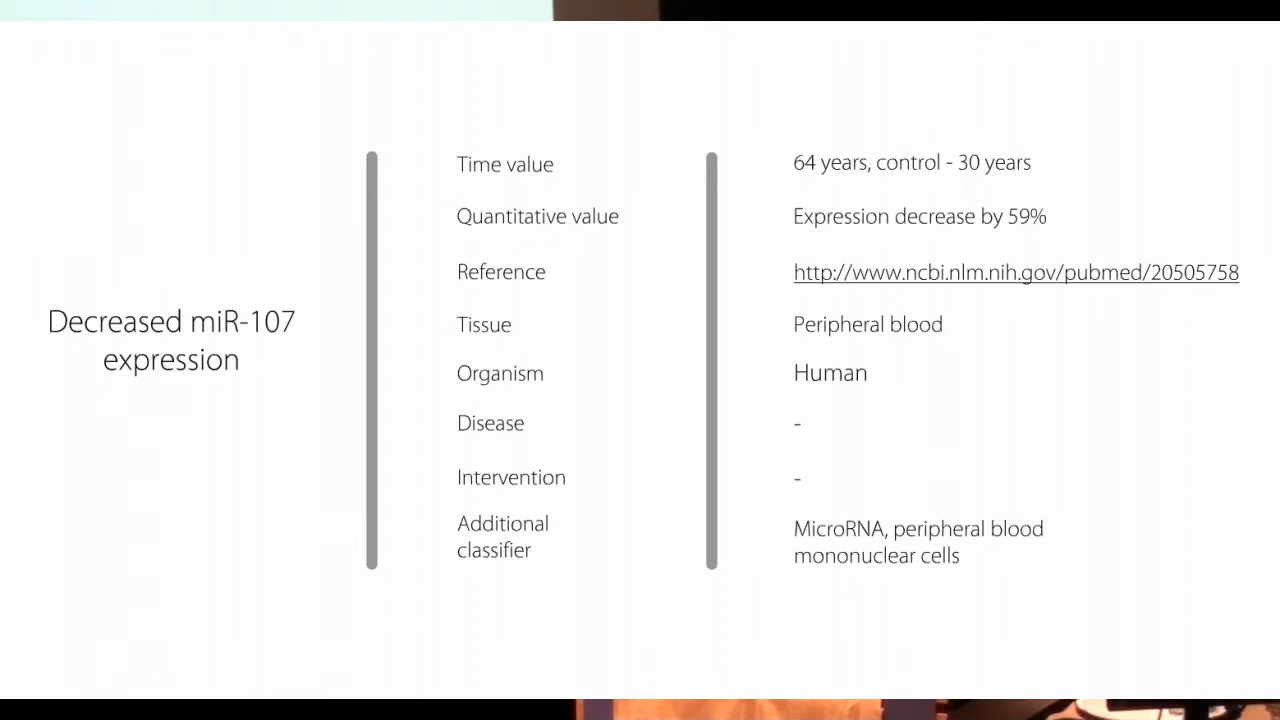 Decreased miR-107
expression
Time value
64 years, control - 30 years
Quantitative value
Expression decrease by 59%
Reference
http://www.ncbi.nlm.nih.gov/pubmed/20505758
Tissue
Peripheral blood
Organism
Human
Disease
-
Intervention
-
Additional
classifier
MicroRNA, peripheral blood
mononuclear cells